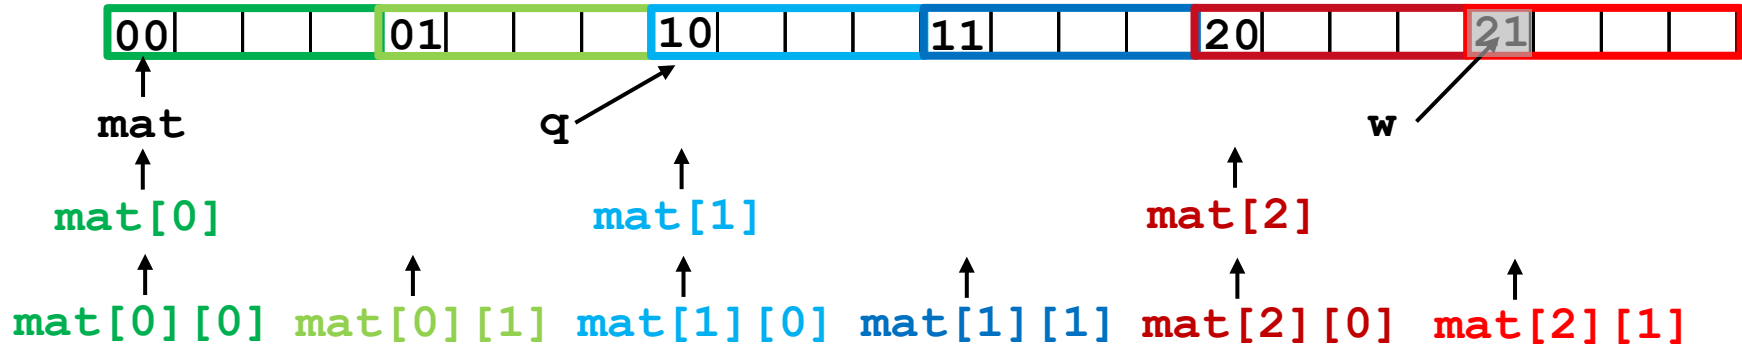 00 01 10 11 20 21
mat q w
mat[0] mat[1] mat[2]
mat[0][0] mat[0][1] mat[1][0] mat[1][1] mat[2][0] mat[2][1]